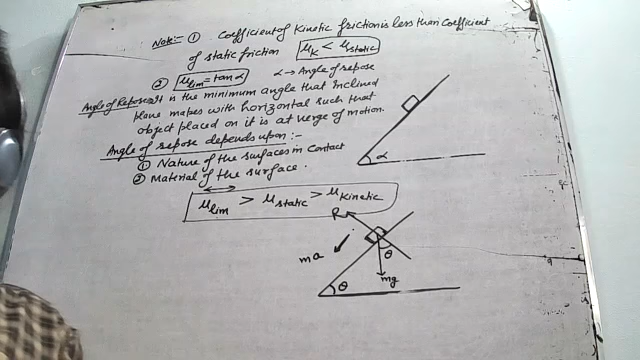 Note:- ① Coefficient of Kinetic friction is less than Coefficient
of static friction μK < μstatic
② μlim = tan α α → Angle of repose
Angle of Repose:- It is the minimum angle that Inclined
plane makes with horizontal such that
object placed on it is at verge of motion.
Angle of repose depends upon :-
① Nature of the surfaces in Contact
② Material of the surface.
α
μlim > μstatic > μKinetic
R
ma
θ
mg
θ